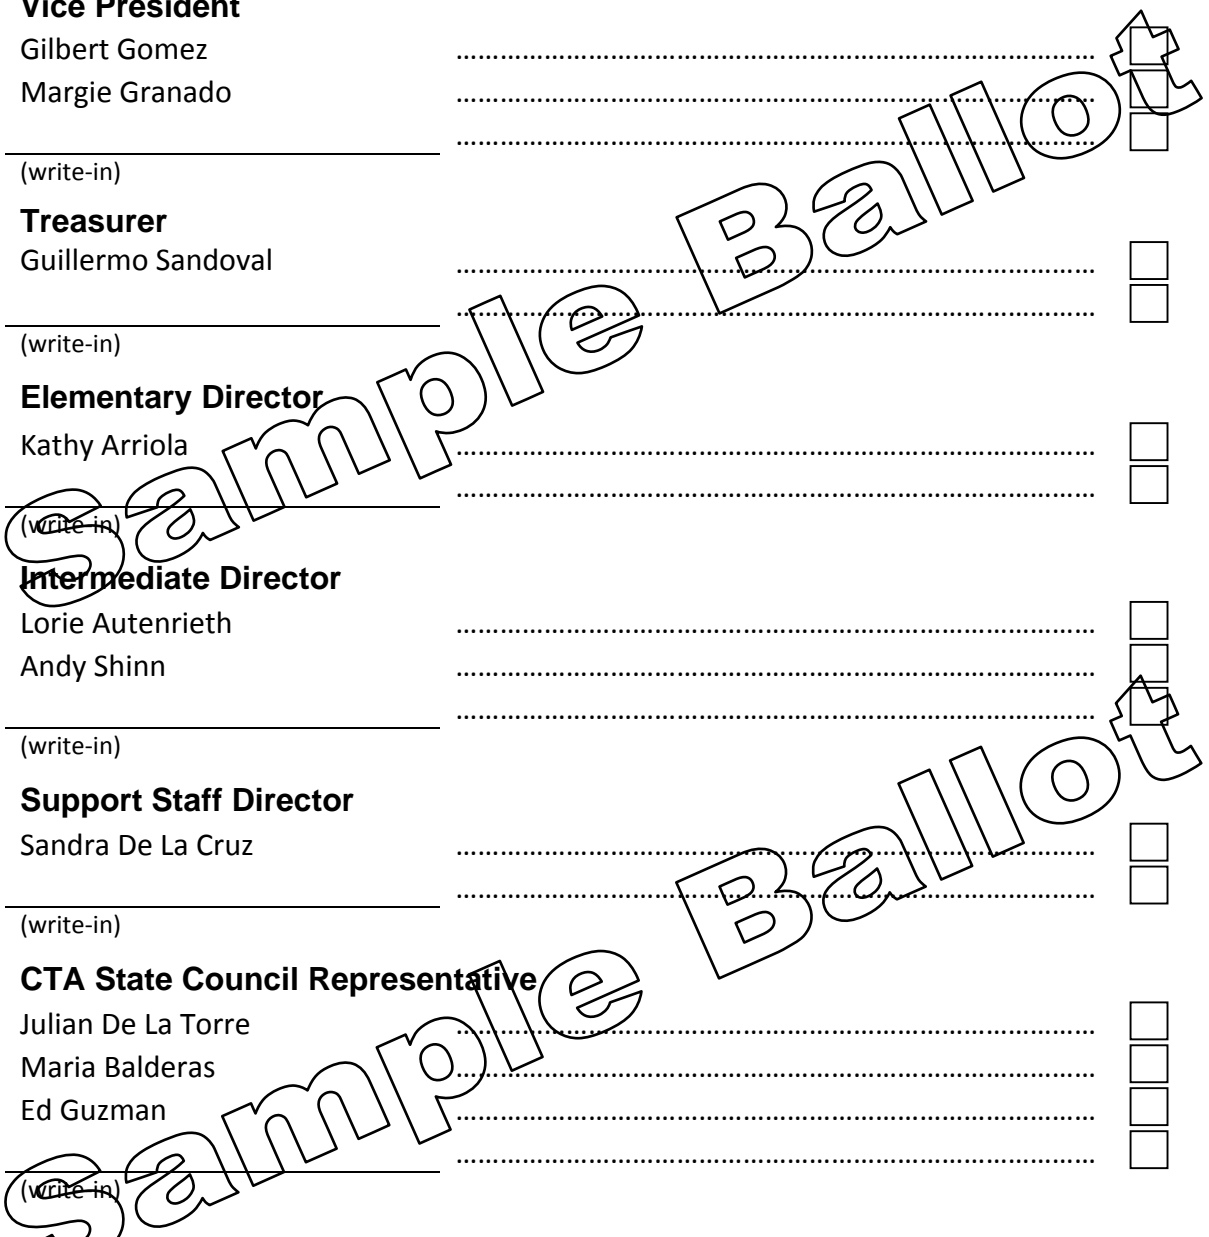 Vice President
Gilbert Gomez ........................................................................................
Margie Granado ........................................................................................
........................................................................................
(write-in)
Treasurer
Guillermo Sandoval ........................................................................................
........................................................................................
(write-in)
Elementary Director
Kathy Arriola ........................................................................................
........................................................................................
(write-in)
Intermediate Director
Lorie Autenrieth ........................................................................................
Andy Shinn ........................................................................................
........................................................................................
(write-in)
Support Staff Director
Sandra De La Cruz ........................................................................................
........................................................................................
(write-in)
CTA State Council Representative
Julian De La Torre ........................................................................................
Maria Balderas ........................................................................................
Ed Guzman ........................................................................................
........................................................................................
(write-in)
Sample Ballot
Sample Ballot